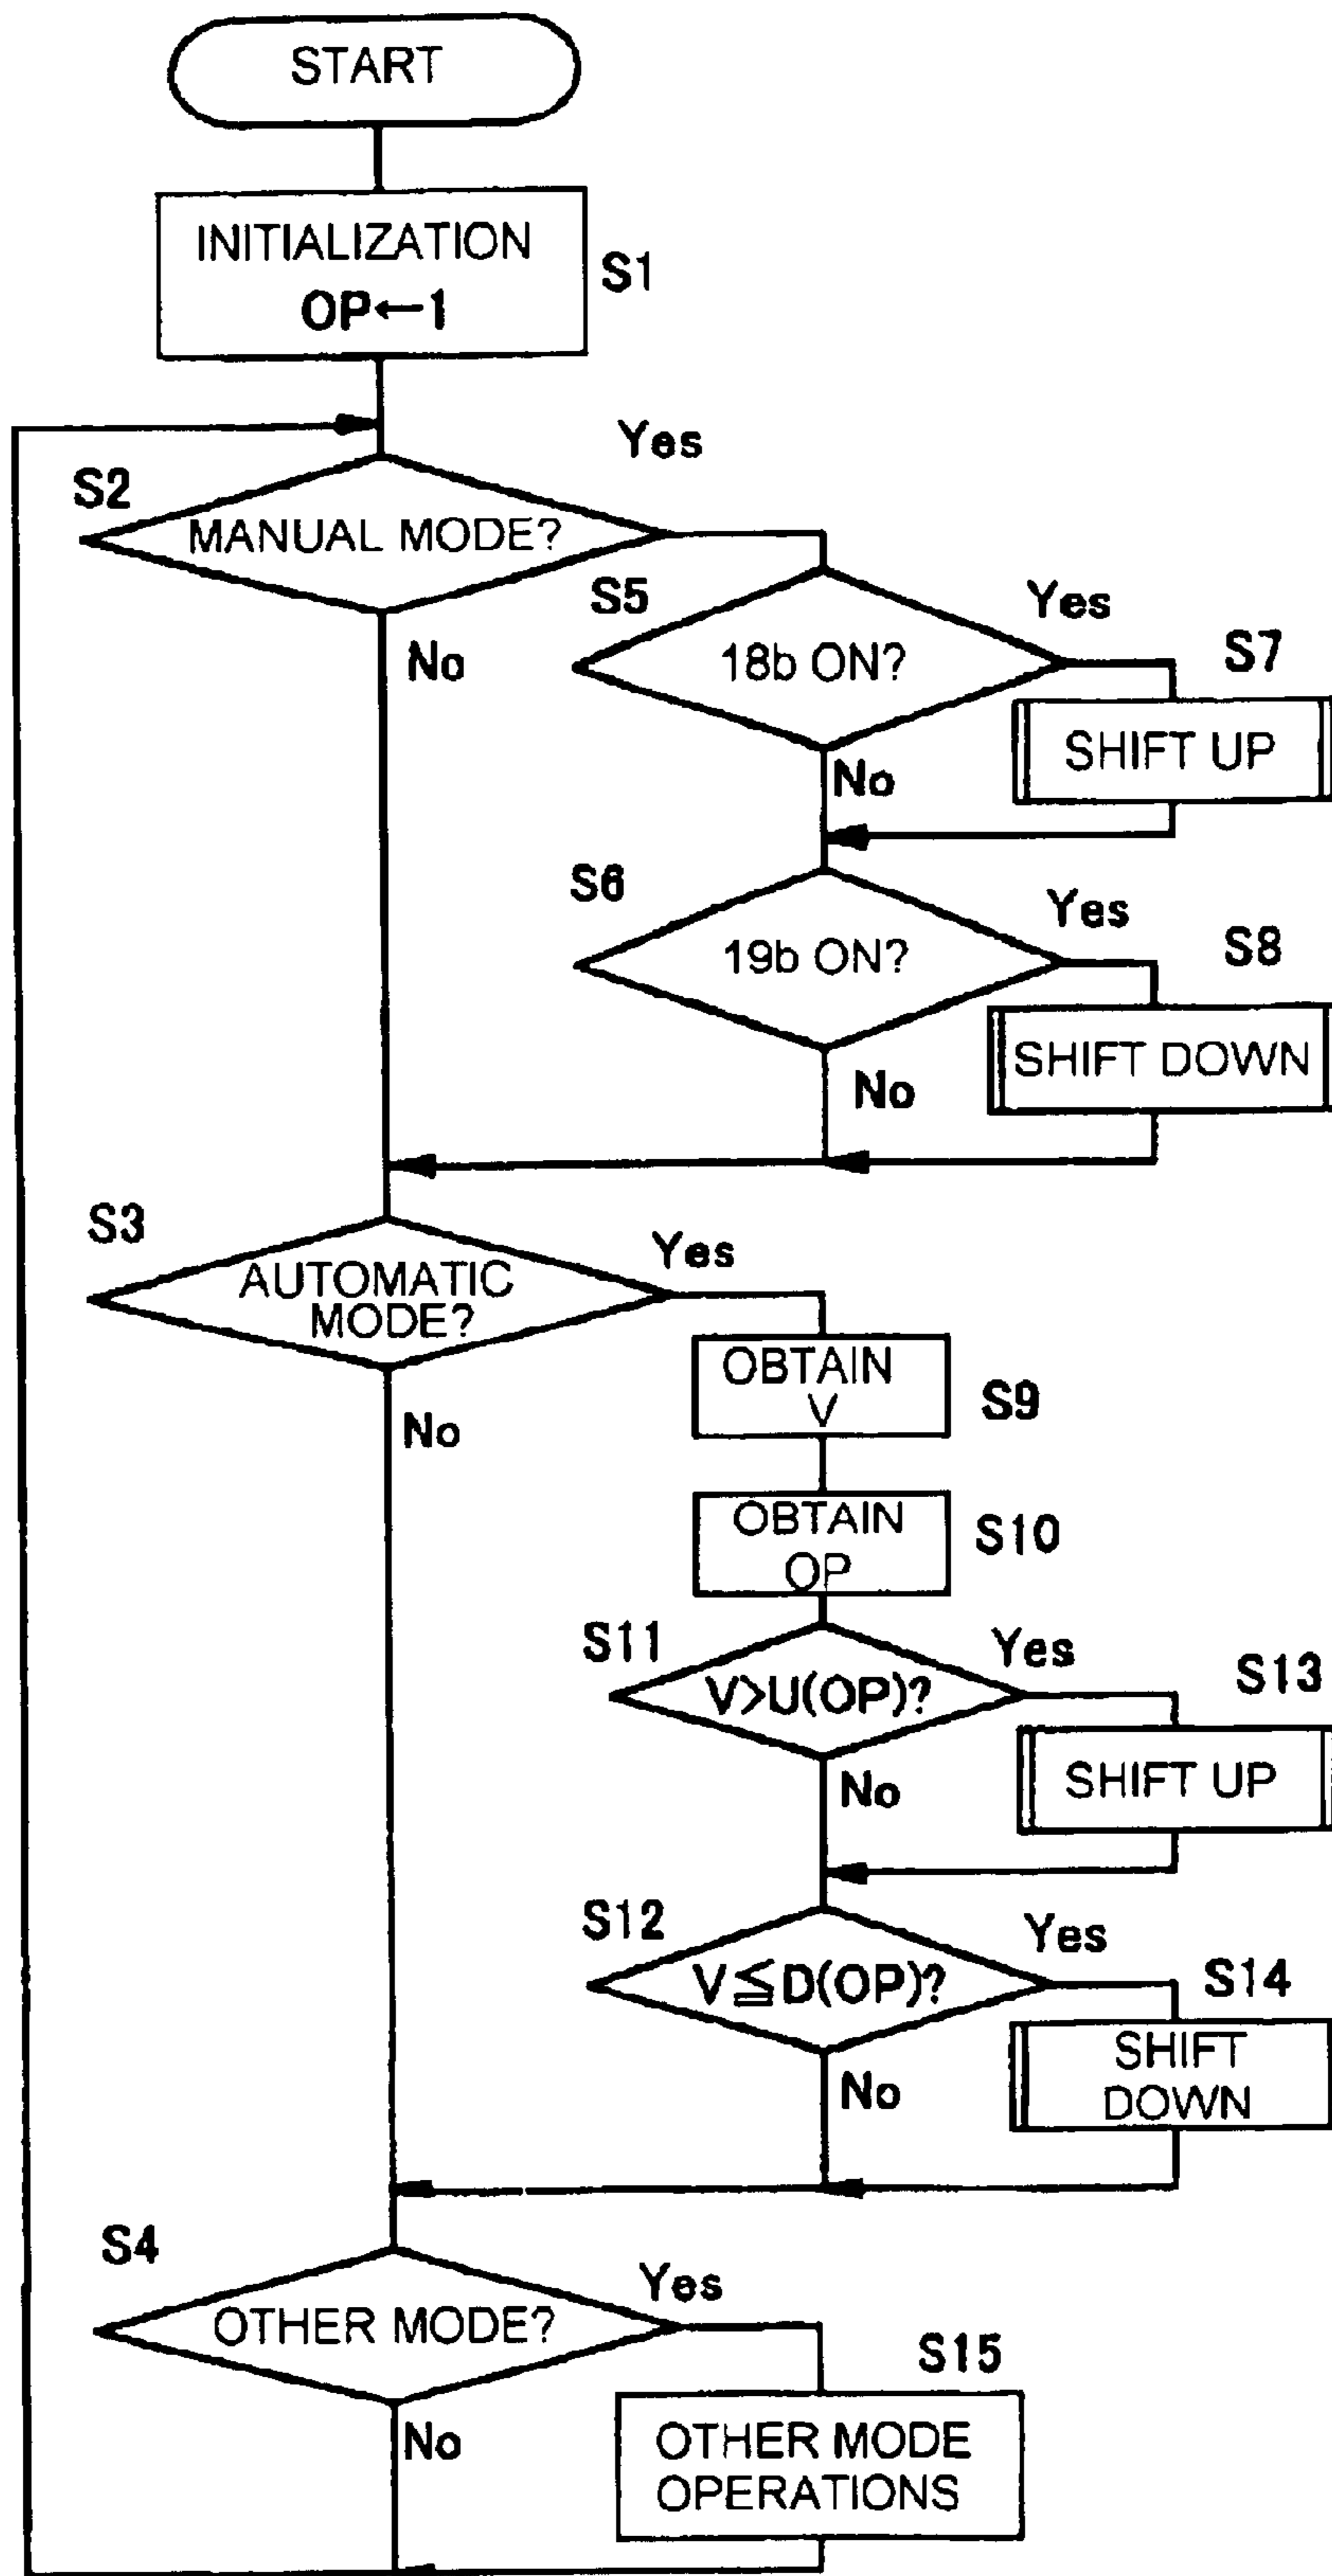 START
INITIALIZATION
OP←1
S1
Yes
S2
MANUAL MODE?
No
S5
Yes
18b ON?
S7
SHIFT UP
No
S6
Yes
19b ON?
S8
SHIFT DOWN
No
S3
Yes
AUTOMATIC
MODE?
No
OBTAIN
V
S9
OBTAIN
OP
S10
S11
Yes
V>U(OP)?
S13
SHIFT UP
No
S12
Yes
V≦D(OP)?
S14
SHIFT
DOWN
No
S4
Yes
OTHER MODE?
No
S15
OTHER MODE
OPERATIONS